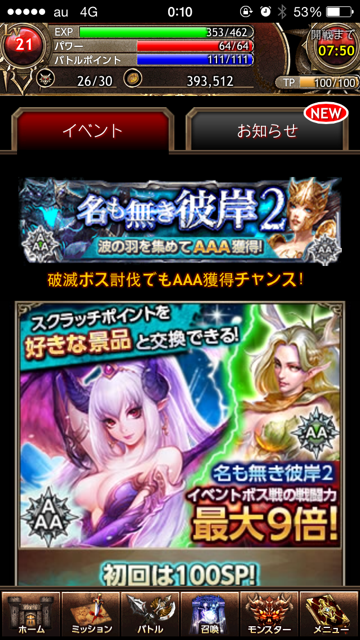 au 4G 0:10 53%
21
EXP 353/462
パワー 64/64
バトルポイント 111/111
開戦まで
07:50
26/30 393,512 TP 100/100
イベント
お知らせ
NEW
名も無き彼岸2
波の羽を集めてAAA獲得!
A
AA
A
AA
破滅ボス討伐でもAAA獲得チャンス!
スクラッチポイントを
好きな景品と交換できる!
AA
A
AA
名も無き彼岸2
イベントボス戦の戦闘力
最大9倍!
初回は100SP!
ホーム ミッション バトル 召喚 モンスター メニュー